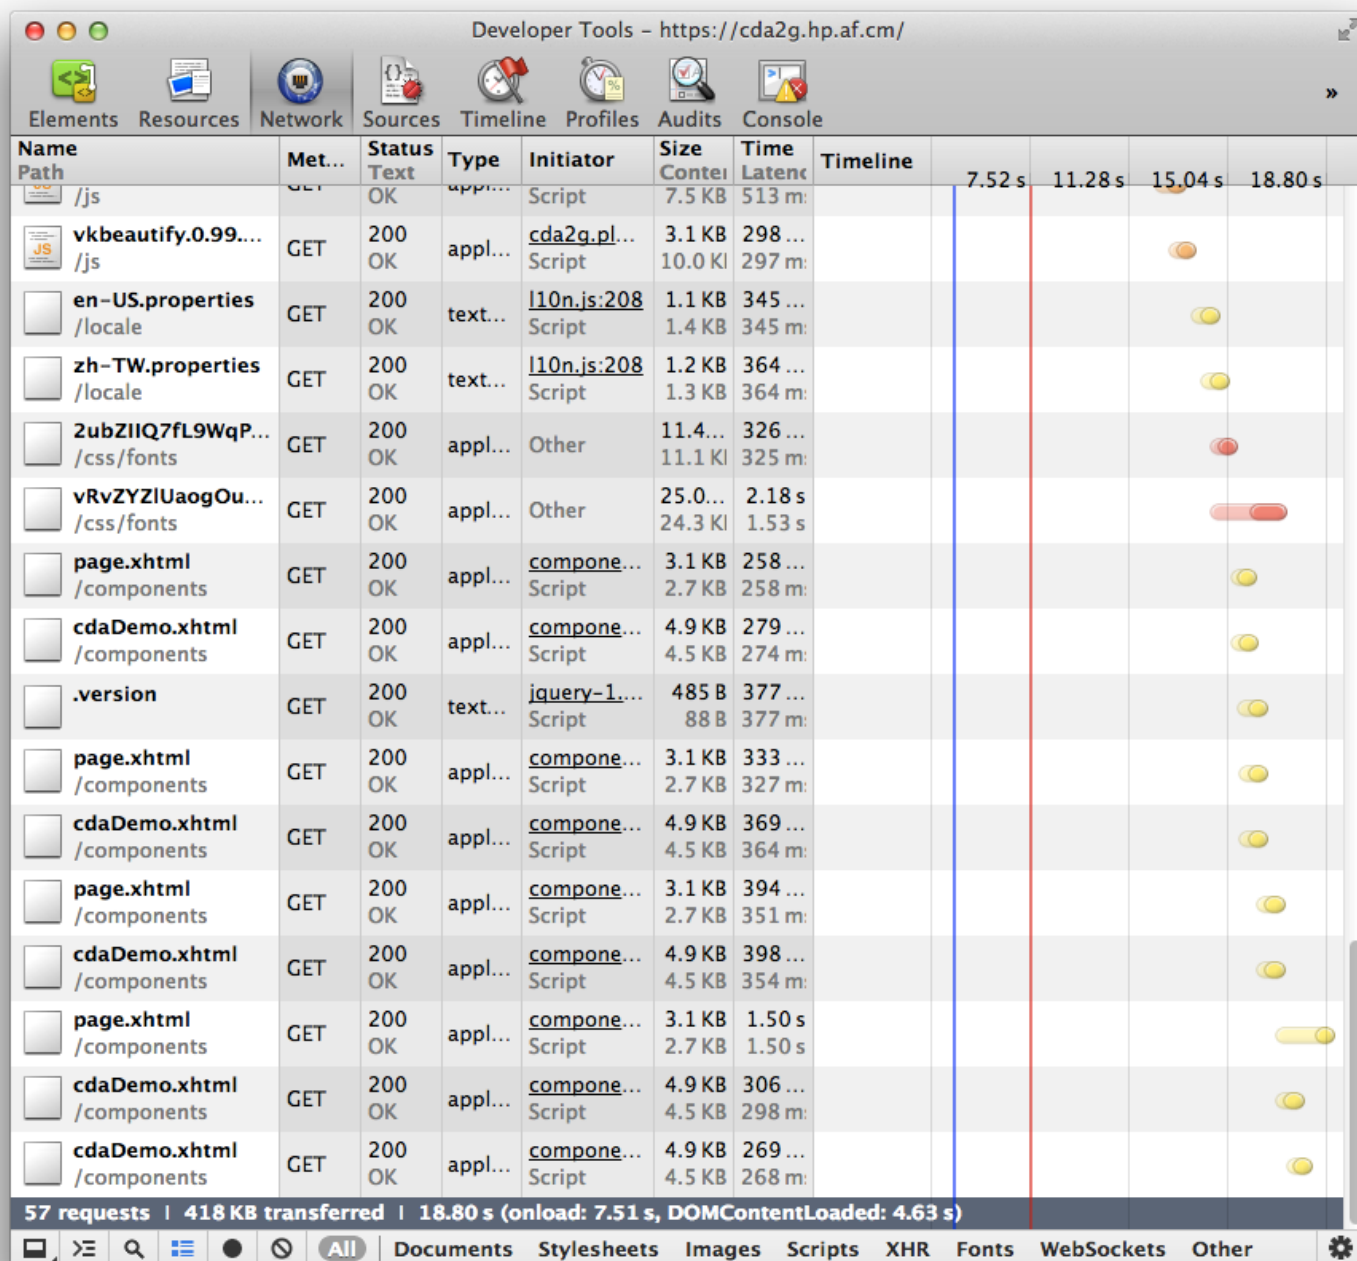 Developer Tools – https://cda2g.hp.af.cm/
Elements Resources Network Sources Timeline Profiles Audits Console »
Name Met... Status Type Initiator Size Time Timeline
Path Text Conte Latenc
7.52 s 11.28 s 15.04 s 18.80 s
JS GET appl...
/js OK Script 7.5 KB 513 m
vkbeautify.0.99.... GET 200 appl... cda2g.pl... 3.1 KB 298 ...
JS /js OK Script 10.0 K 297 m
en-US.properties GET 200 text... l10n.js:208 1.1 KB 345 ...
/locale OK Script 1.4 KB 345 m
zh-TW.properties GET 200 text... l10n.js:208 1.2 KB 364 ...
/locale OK Script 1.3 KB 364 m
2ubZIIQ7fL9WqP... GET 200 appl... Other 11.4... 326 ...
/css/fonts OK 11.1 K 325 m
vRvZYZlUaogOu... GET 200 appl... Other 25.0... 2.18 s
/css/fonts OK 24.3 K 1.53 s
page.xhtml GET 200 appl... compone... 3.1 KB 258 ...
/components OK Script 2.7 KB 258 m
cdaDemo.xhtml GET 200 appl... compone... 4.9 KB 279 ...
/components OK Script 4.5 KB 274 m
.version GET 200 text... jquery-1.... 485 B 377 ...
OK Script 88 B 377 m
page.xhtml GET 200 appl... compone... 3.1 KB 333 ...
/components OK Script 2.7 KB 327 m
cdaDemo.xhtml GET 200 appl... compone... 4.9 KB 369 ...
/components OK Script 4.5 KB 364 m
page.xhtml GET 200 appl... compone... 3.1 KB 394 ...
/components OK Script 2.7 KB 351 m
cdaDemo.xhtml GET 200 appl... compone... 4.9 KB 398 ...
/components OK Script 4.5 KB 354 m
page.xhtml GET 200 appl... compone... 3.1 KB 1.50 s
/components OK Script 2.7 KB 1.50 s
cdaDemo.xhtml GET 200 appl... compone... 4.9 KB 306 ...
/components OK Script 4.5 KB 298 m
cdaDemo.xhtml GET 200 appl... compone... 4.9 KB 269 ...
/components OK Script 4.5 KB 268 m
57 requests | 418 KB transferred | 18.80 s (onload: 7.51 s, DOMContentLoaded: 4.63 s)
All Documents Stylesheets Images Scripts XHR Fonts WebSockets Other